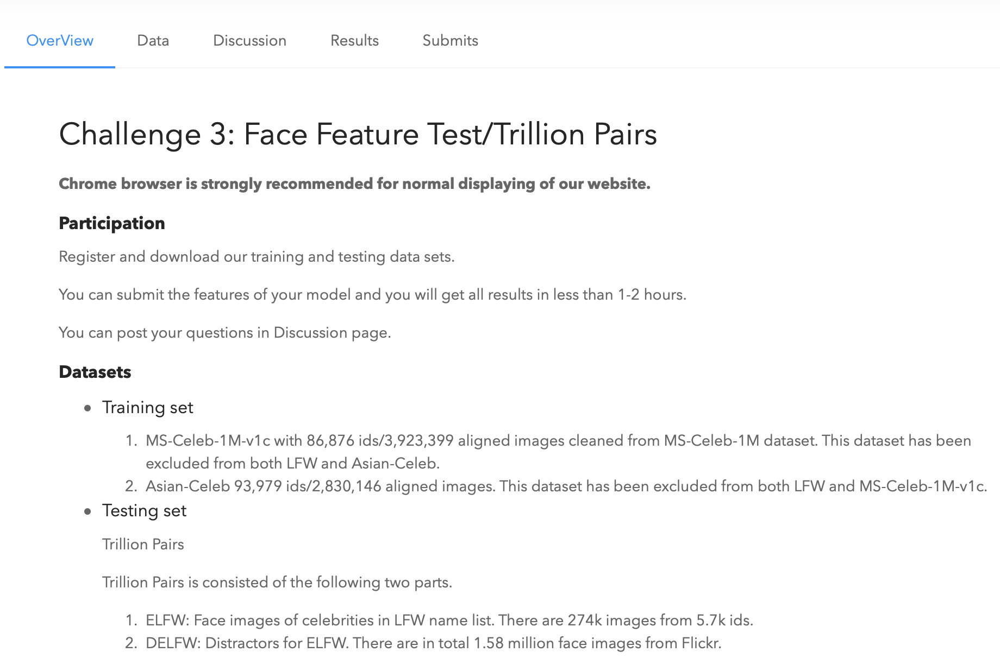 OverView Data Discussion Results Submits
Challenge 3: Face Feature Test/Trillion Pairs
Chrome browser is strongly recommended for normal displaying of our website.
Participation
Register and download our training and testing data sets.
You can submit the features of your model and you will get all results in less than 1-2 hours.
You can post your questions in Discussion page.
Datasets
• Training set
1. MS-Celeb-1M-v1c with 86,876 ids/3,923,399 aligned images cleaned from MS-Celeb-1M dataset. This dataset has been
excluded from both LFW and Asian-Celeb.
2. Asian-Celeb 93,979 ids/2,830,146 aligned images. This dataset has been excluded from both LFW and MS-Celeb-1M-v1c.
• Testing set
Trillion Pairs
Trillion Pairs is consisted of the following two parts.
1. ELFW: Face images of celebrities in LFW name list. There are 274k images from 5.7k ids.
2. DELFW: Distractors for ELFW. There are in total 1.58 million face images from Flickr.